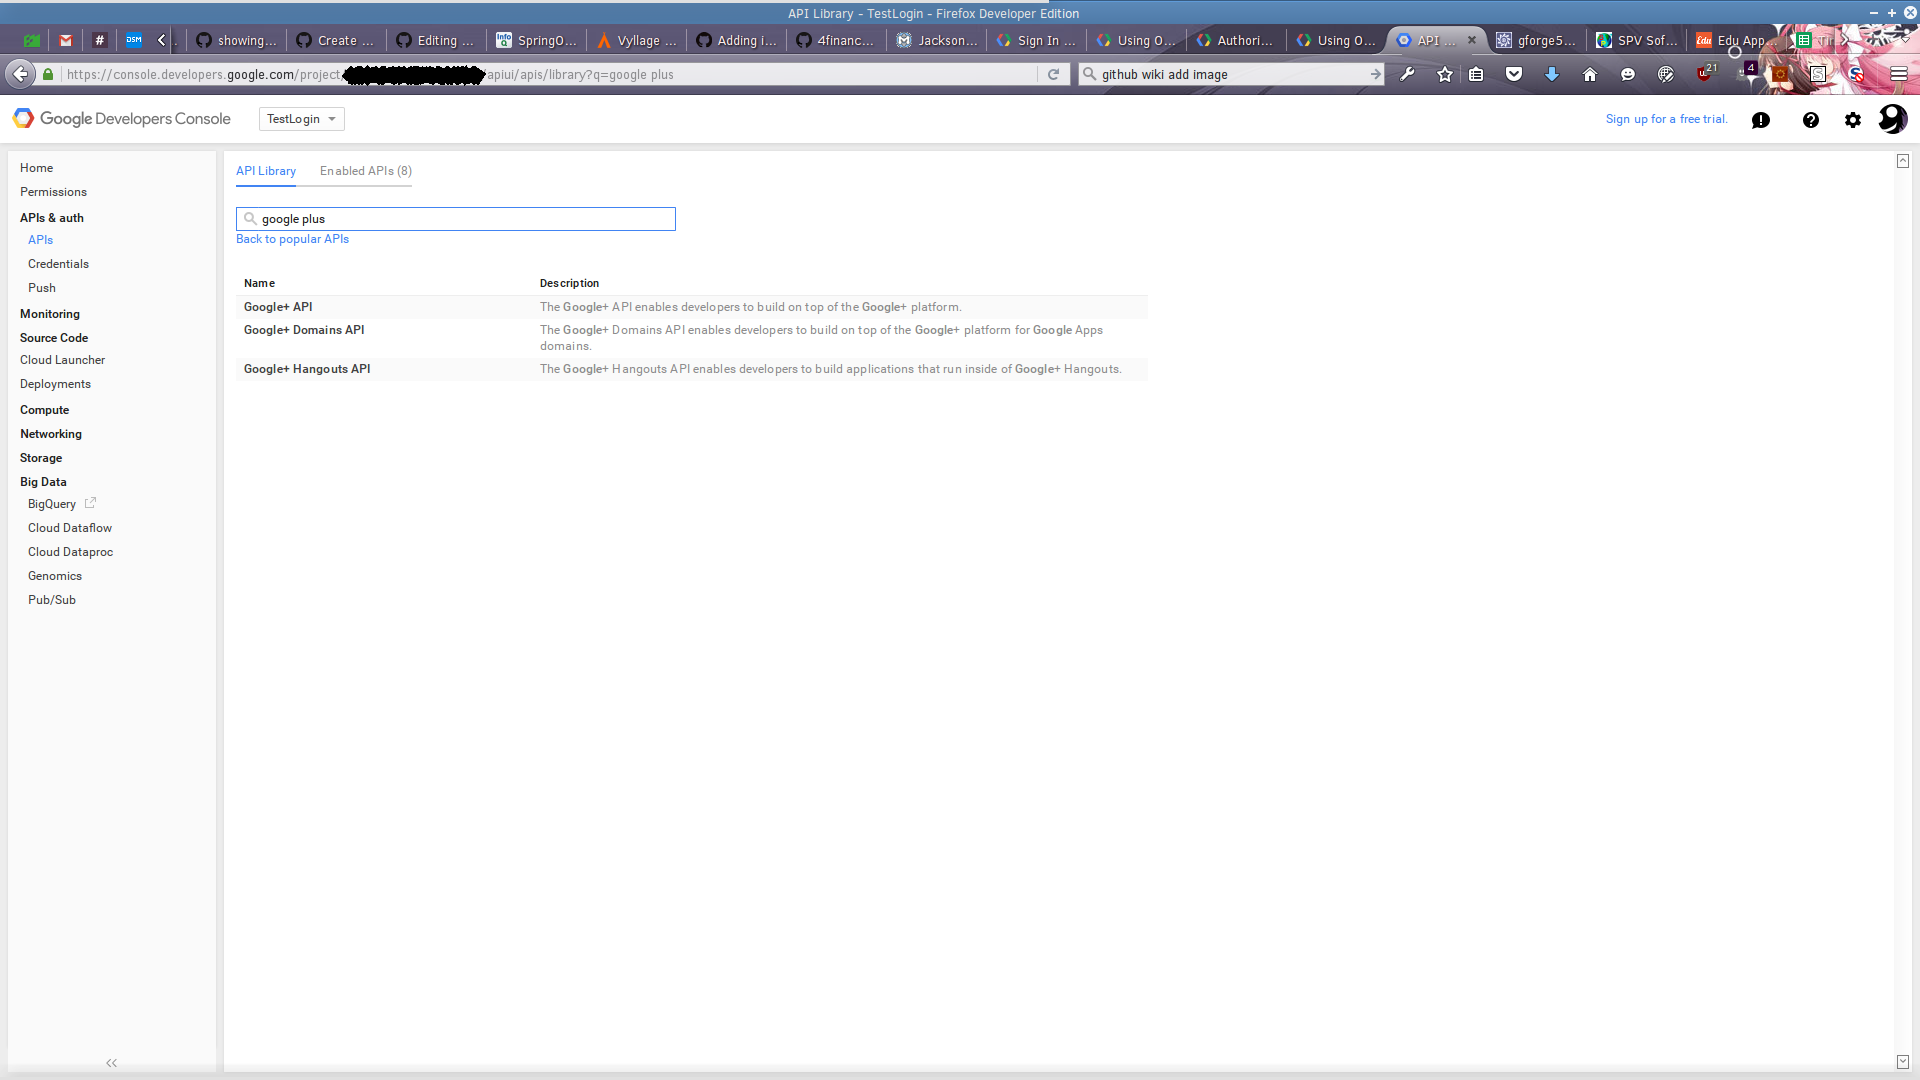 API Library - TestLogin - Firefox Developer Edition
# DSM showing... Create ... Editing ... Info Q SpringO... Vyllage ... Adding i... 4financ... Jackson... Sign In ... Using O... Authori... Using O... API ... gforge5... SPV Sof... Edu Edu App...
https://console.developers.google.com/project apiui/apis/library?q=google plus
github wiki add image
21
4
Google Developers Console
TestLogin
Sign up for a free trial.
Home
Permissions
APIs & auth
APIs
Credentials
Push
Monitoring
Source Code
Cloud Launcher
Deployments
Compute
Networking
Storage
Big Data
BigQuery
Cloud Dataflow
Cloud Dataproc
Genomics
Pub/Sub
API Library Enabled APIs (8)
google plus
Back to popular APIs
Name Description
Google+ API The Google+ API enables developers to build on top of the Google+ platform.
Google+ Domains API The Google+ Domains API enables developers to build on top of the Google+ platform for Google Apps
domains.
Google+ Hangouts API The Google+ Hangouts API enables developers to build applications that run inside of Google+ Hangouts.